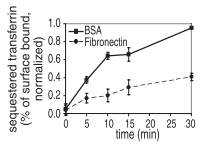 sequestered transferrin
(% of surface bound,
normalized)
1.0
0.8
0.6
0.4
0.2
0.0
BSA
Fibronectin
0 5 10 15 20 25 30
time (min)